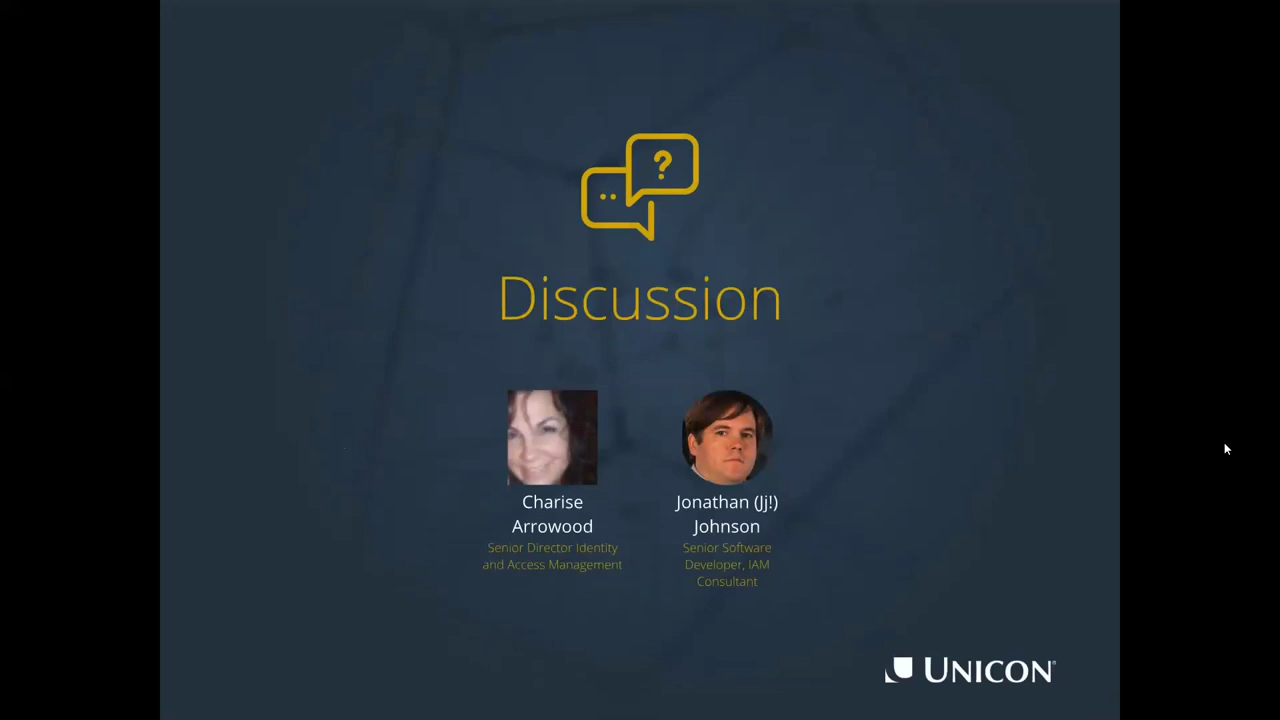 ?
Discussion
Charise
Arrowood
Senior Director Identity
and Access Management
Jonathan (Jj!)
Johnson
Senior Software
Developer, IAM
Consultant
UNICON®